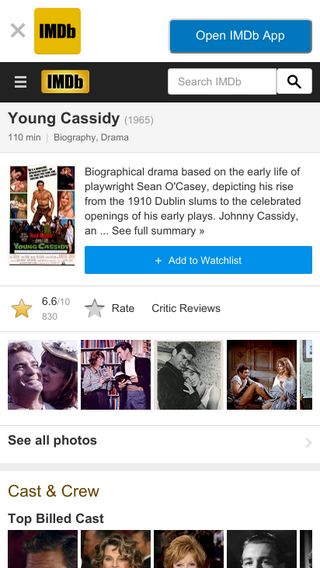 IMDb
Open IMDb App
IMDb
Search IMDb
Young Cassidy (1965)
110 min | Biography, Drama
Biographical drama based on the early life of
playwright Sean O'Casey, depicting his rise
from the 1910 Dublin slums to the celebrated
openings of his early plays. Johnny Cassidy,
an ... See full summary »
YOUNG CASSIDY
+ Add to Watchlist
6.6/10
830
Rate
Critic Reviews
See all photos
Cast & Crew
Top Billed Cast